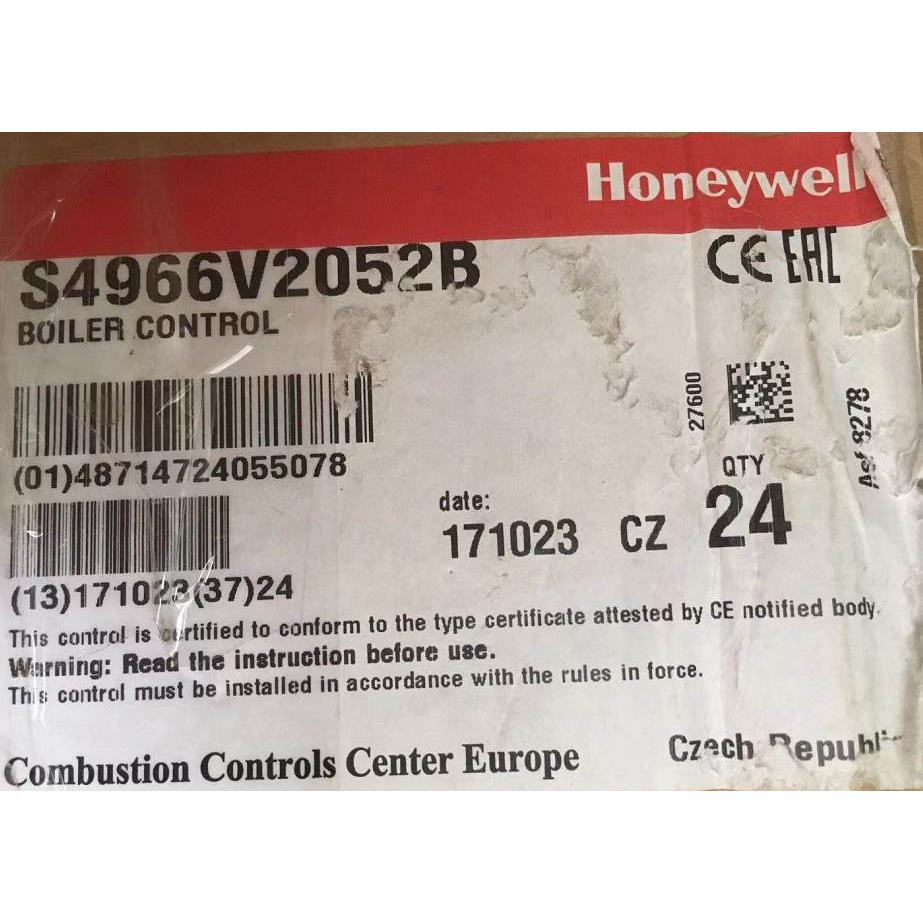 Honeywell
S4966V2052B
CE EAC
BOILER CONTROL
27600
8278
(01)48714724055078
QTY
date:
171023 CZ 24
(13)171023(37)24
This control is certified to conform to the type certificate attested by CE notified body.
Warning: Read the instruction before use.
This control must be installed in accordance with the rules in force.
Combustion Controls Center Europe
Czech Republic